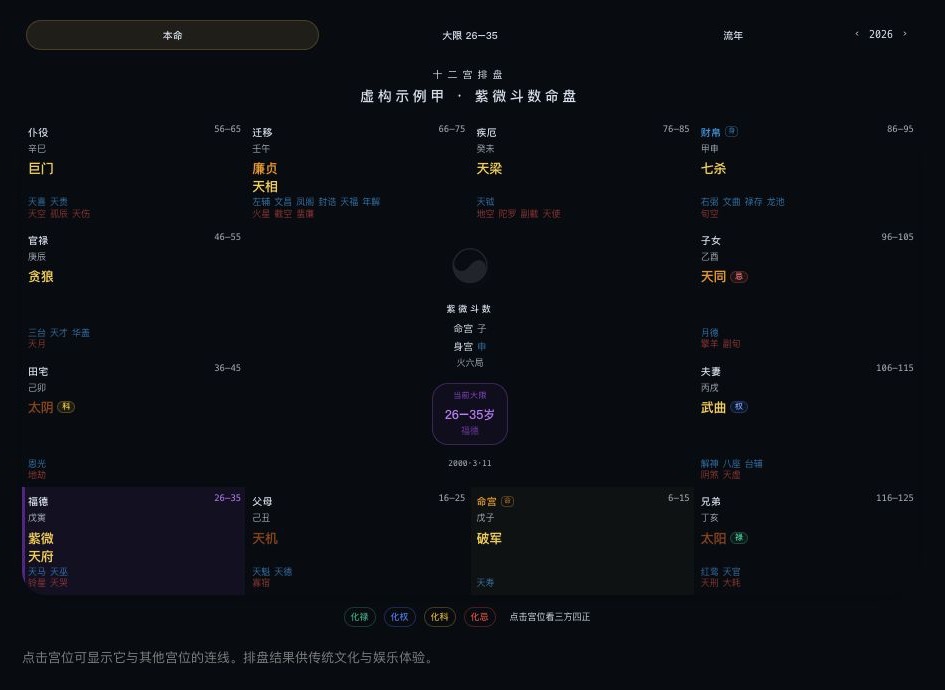 本命 大限 26—35 流年 ‹ 2026 ›
十二宫排盘
虚构示例甲 · 紫微斗数命盘
仆役 56—65
辛巳
巨门
天喜 天贵
天空 孤辰 天伤
迁移 66—75
壬午
廉贞
天相
左辅 文昌 凤阁 封诰 天福 年解
火星 截空 蜚廉
疾厄 76—85
癸未
天梁
天钺
地空 陀罗 副截 天使
财帛 身 86—95
甲申
七杀
右弼 文曲 禄存 龙池
旬空
官禄 46—55
庚辰
贪狼
三台 天才 华盖
天月
紫微斗数
命宫 子
身宫 申
火六局
当前大限
26—35岁
福德
2000·3·11
子女 96—105
乙酉
天同 忌
月德
擎羊 副旬
田宅 36—45
己卯
太阴 科
恩光
地劫
夫妻 106—115
丙戌
武曲 权
解神 八座 台辅
阴煞 天虚
福德 26—35
戊寅
紫微
天府
天马 天巫
铃星 天哭
父母 16—25
己丑
天机
天魁 天德
寡宿
命宫 命 6—15
戊子
破军
天寿
兄弟 116—125
丁亥
太阳 禄
红鸾 天官
天刑 大耗
化禄 化权 化科 化忌 点击宫位看三方四正
点击宫位可显示它与其他宫位的连线。排盘结果供传统文化与娱乐体验。